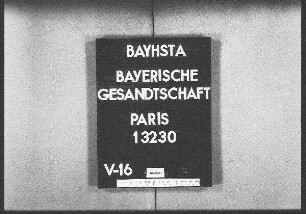 BAYHSTA
BAYERISCHE
GESANDTSCHAFT
PARIS
13230
V-16